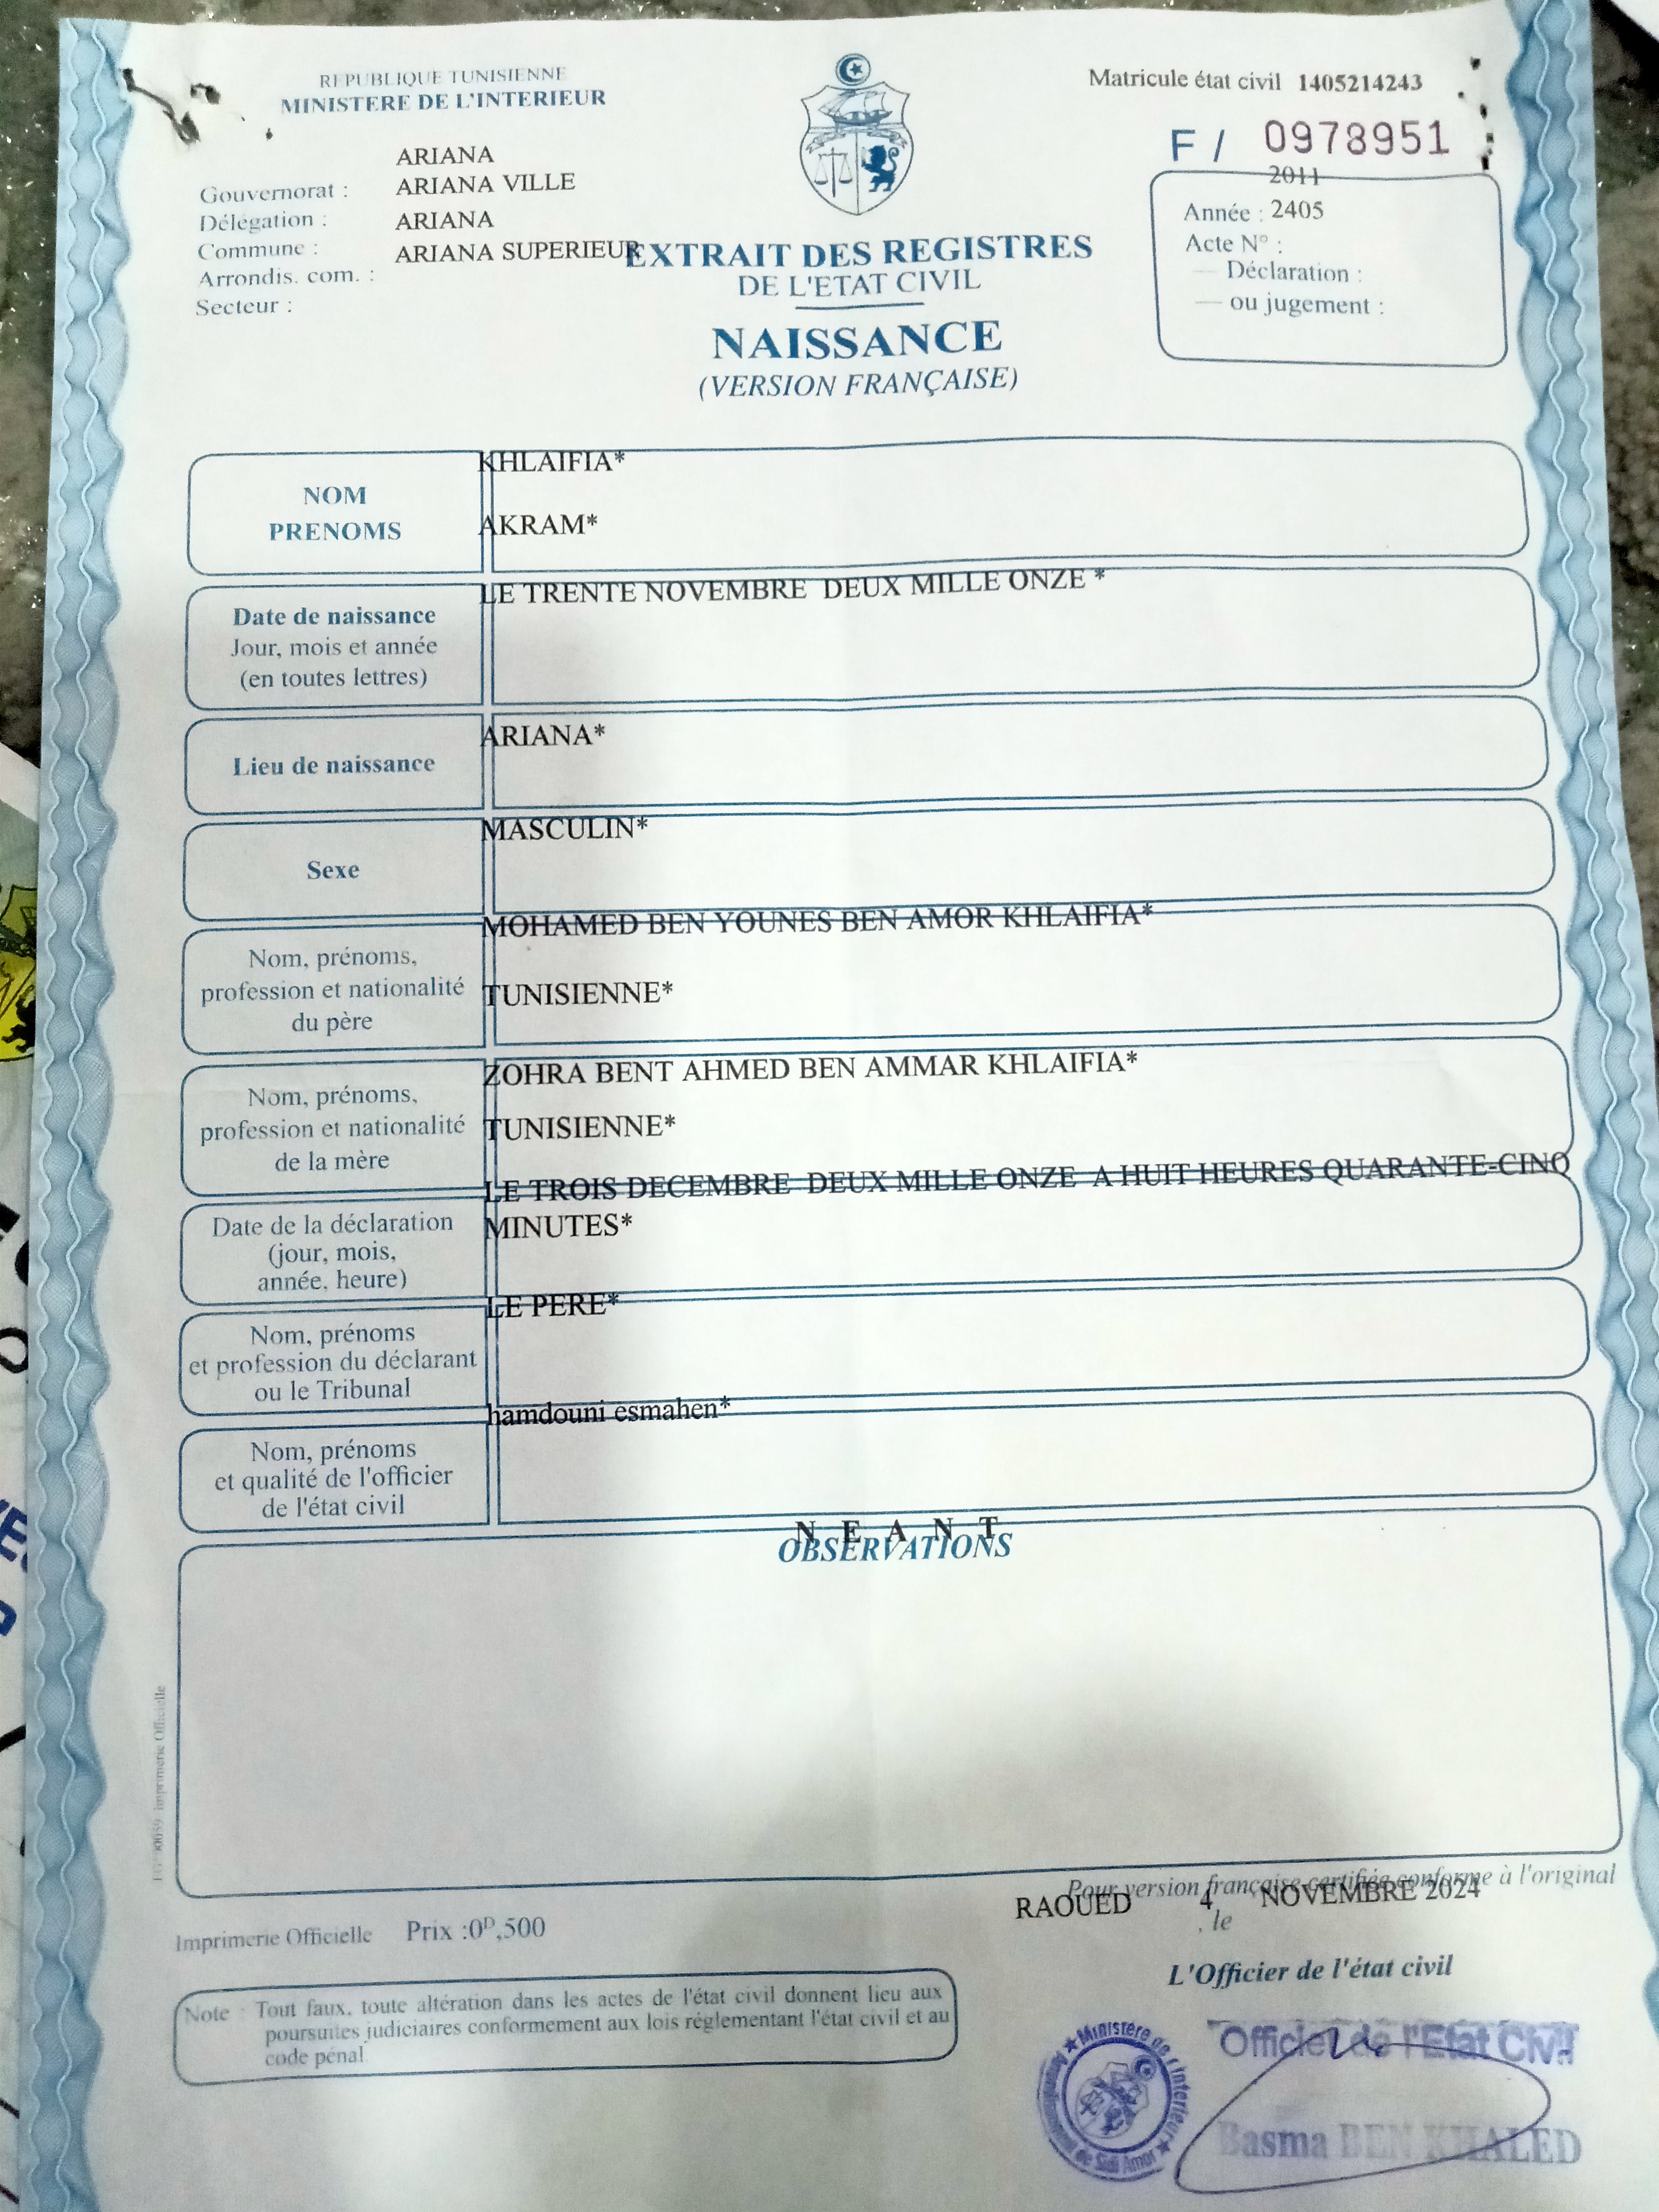 REPUBLIQUE TUNISIENNE
MINISTERE DE L'INTERIEUR
Matricule état civil 1405214243
F / 0978951
ARIANA
Gouvernorat : ARIANA VILLE
Délégation : ARIANA
Commune : ARIANA SUPERIEUR
Arrondis. com. :
Secteur :
EXTRAIT DES REGISTRES
DE L'ETAT CIVIL
NAISSANCE
(VERSION FRANÇAISE)
2011
Année : 2405
Acte N° :
— Déclaration :
— ou jugement :
NOM
PRENOMS
KHLAIFIA*
AKRAM*
Date de naissance
Jour, mois et année
(en toutes lettres)
LE TRENTE NOVEMBRE DEUX MILLE ONZE *
Lieu de naissance
ARIANA*
Sexe
MASCULIN*
Nom, prénoms,
profession et nationalité
du père
MOHAMED BEN YOUNES BEN AMOR KHLAIFIA*
TUNISIENNE*
Nom, prénoms,
profession et nationalité
de la mère
ZOHRA BENT AHMED BEN AMMAR KHLAIFIA*
TUNISIENNE*
Date de la déclaration
(jour, mois,
année, heure)
LE TROIS DECEMBRE DEUX MILLE ONZE A HUIT HEURES QUARANTE-CINQ
MINUTES*
Nom, prénoms
et profession du déclarant
ou le Tribunal
LE PERE*
Nom, prénoms
et qualité de l'officier
de l'état civil
hamdouni esmahen*
N E A N T
OBSERVATIONS
Imprimerie Officielle
Pour version française certifiée conforme à l'original
RAOUED 4 NOVEMBRE 2024
, le
Imprimerie Officielle Prix :0D,500
L'Officier de l'état civil
Note : Tout faux, toute altération dans les actes de l'état civil donnent lieu aux
poursuites judiciaires conformement aux lois réglementant l'état civil et au
code pénal
Ministère de l'Interieur
de Sidi Amor
Officier de l'Etat Civil
Basma BEN KHALED